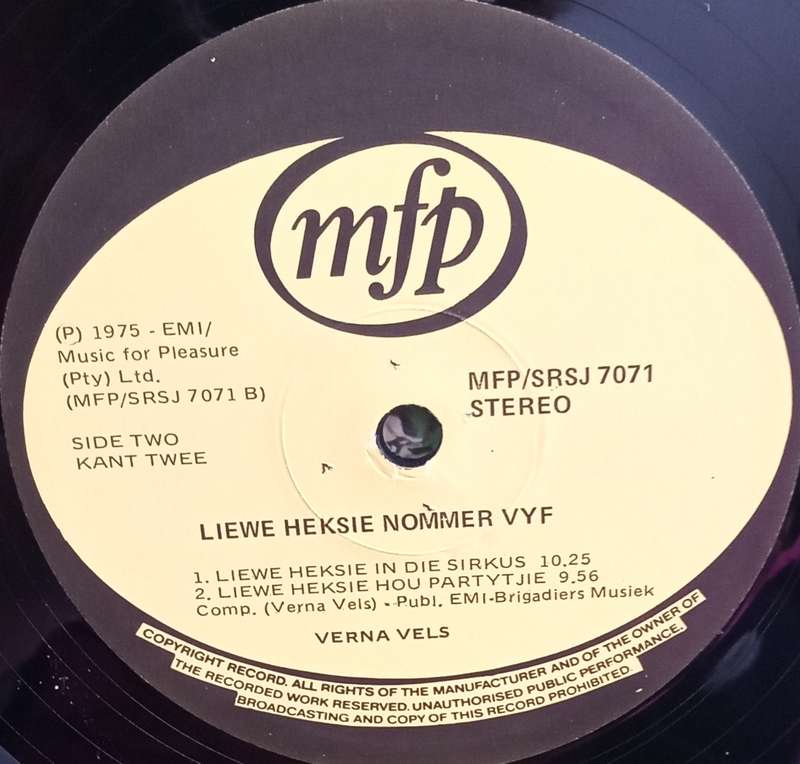 mfp
(P) 1975 - EMI/
Music for Pleasure
(Pty) Ltd.
(MFP/SRSJ 7071 B)
SIDE TWO
KANT TWEE
MFP/SRSJ 7071
STEREO
LIEWE HEKSIE NOMMER VYF
1. LIEWE HEKSIE IN DIE SIRKUS 10.25
2. LIEWE HEKSIE HOU PARTYTJIE 9.56
Comp. (Verna Vels) - Publ. EMI-Brigadiers Musiek
VERNA VELS
COPYRIGHT RECORD. ALL RIGHTS OF THE MANUFACTURER AND OF THE OWNER OF
THE RECORDED WORK RESERVED. UNAUTHORISED PUBLIC PERFORMANCE.
BROADCASTING AND COPY OF THIS RECORD PROHIBITED.